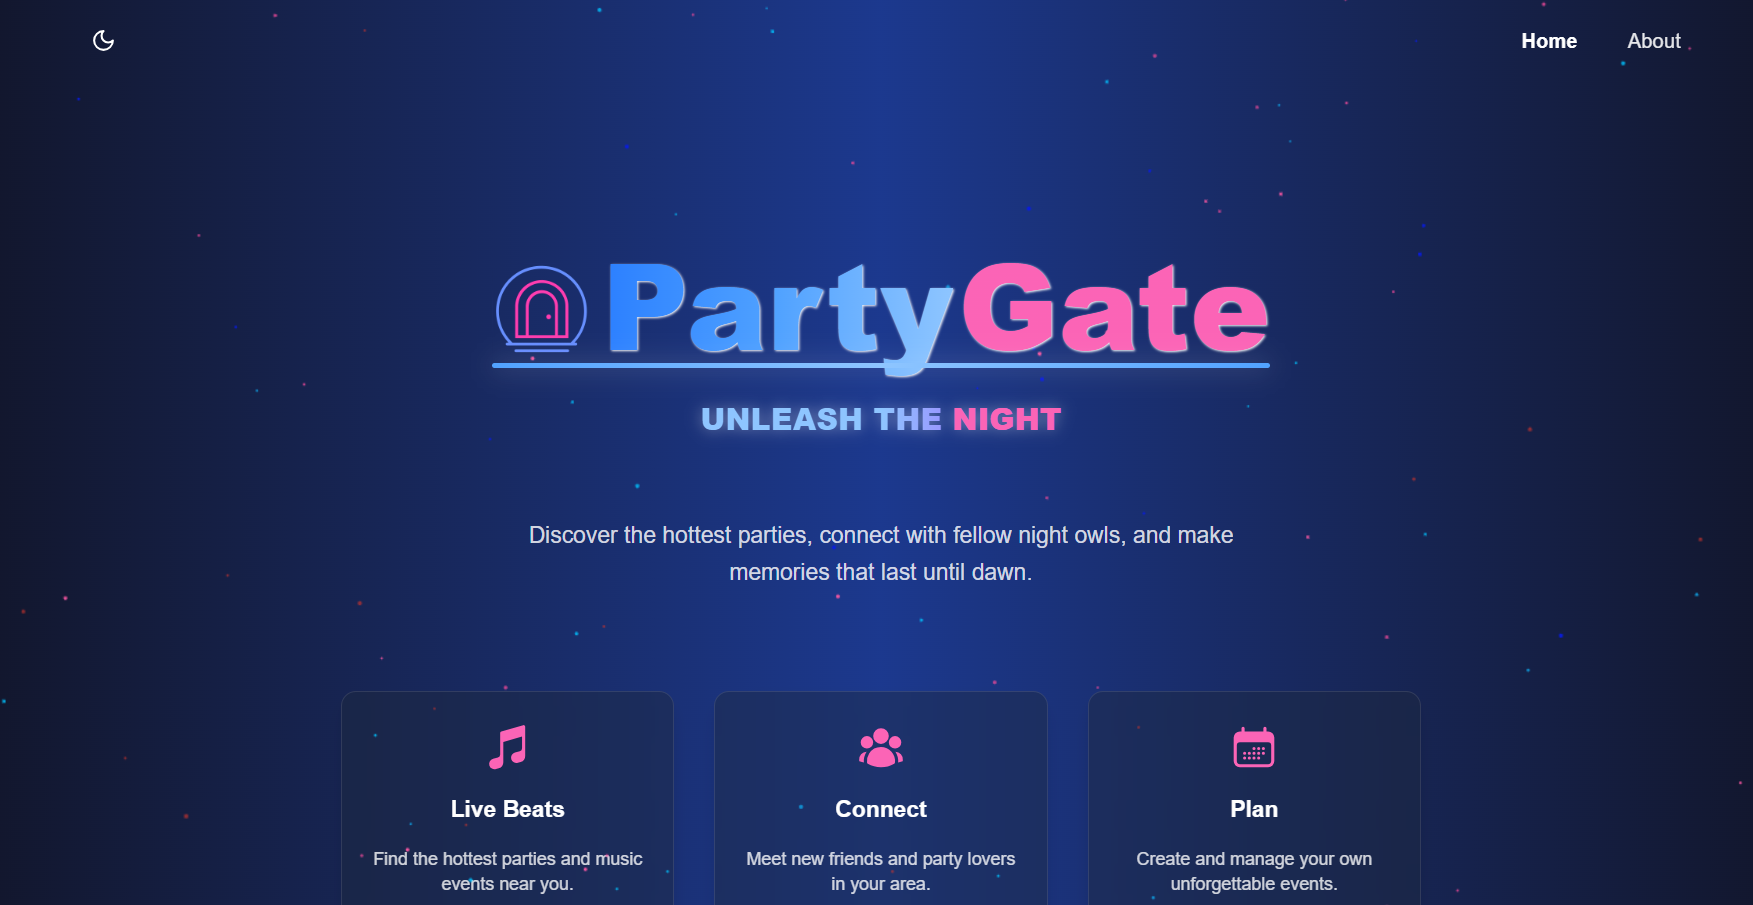 Home
About
PartyGate
UNLEASH THE NIGHT
Discover the hottest parties, connect with fellow night owls, and make
memories that last until dawn.
Live Beats
Find the hottest parties and music
events near you.
Connect
Meet new friends and party lovers
in your area.
Plan
Create and manage your own
unforgettable events.